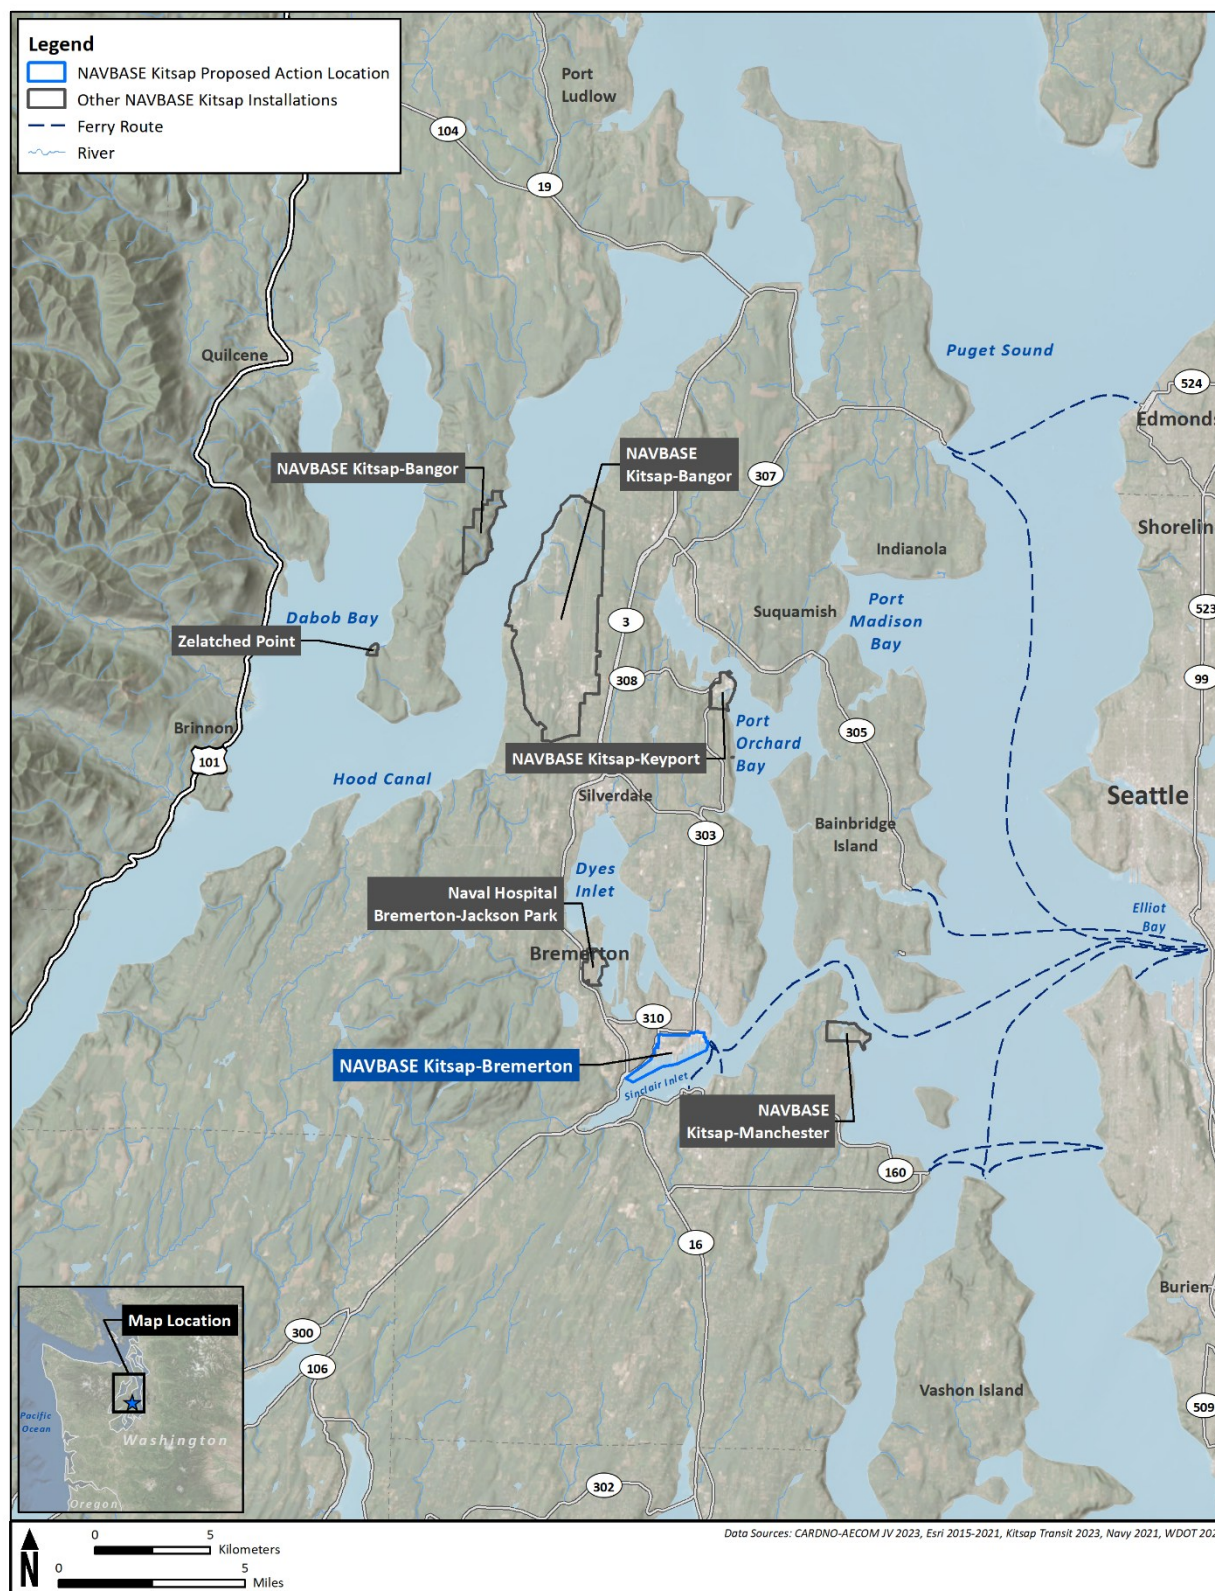 Legend
NAVBASE Kitsap Proposed Action Location
Other NAVBASE Kitsap Installations
Ferry Route
River
Port
Ludlow
104
19
Quilcene
Puget Sound
524
Edmonds
NAVBASE Kitsap-Bangor
NAVBASE
Kitsap-Bangor
307
Shorelin
Indianola
523
Dabob Bay
Suquamish
Port
Madison
Bay
3
Zelatched Point
308
99
Brinnon
101
Port
Orchard
Bay
305
NAVBASE Kitsap-Keyport
Hood Canal
Silverdale
Seattle
303
Bainbridge
Island
Dyes
Inlet
Naval Hospital
Bremerton-Jackson Park
Elliot
Bay
Bremerton
310
NAVBASE Kitsap-Bremerton
Sinclair Inlet
NAVBASE
Kitsap-Manchester
160
16
Burien
Map Location
300
106
Vashon Island
509
Pacific
Ocean
Washington
Oregon
302
N
0 5
Kilometers
0 5
Miles
Data Sources: CARDNO-AECOM JV 2023, Esri 2015-2021, Kitsap Transit 2023, Navy 2021, WDOT 202